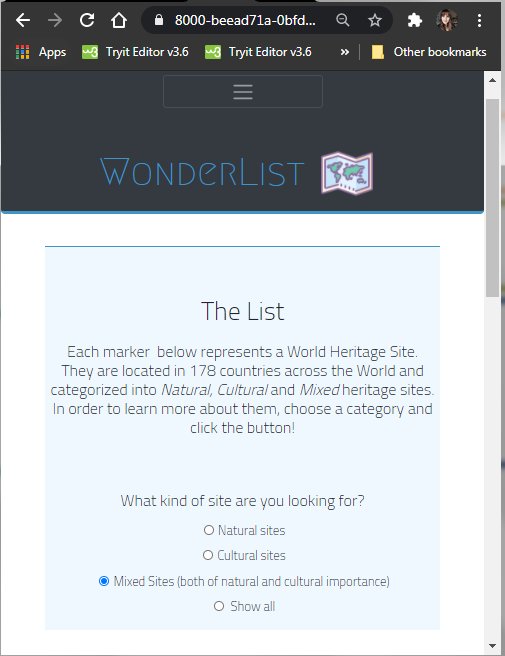 8000-beead71a-0bfd...
Apps
Tryit Editor v3.6
Tryit Editor v3.6
»
Other bookmarks
WonderList
The List
Each marker below represents a World Heritage Site.
They are located in 178 countries across the World and
categorized into Natural, Cultural and Mixed heritage sites.
In order to learn more about them, choose a category and
click the button!
What kind of site are you looking for?
Natural sites
Cultural sites
Mixed Sites (both of natural and cultural importance)
Show all